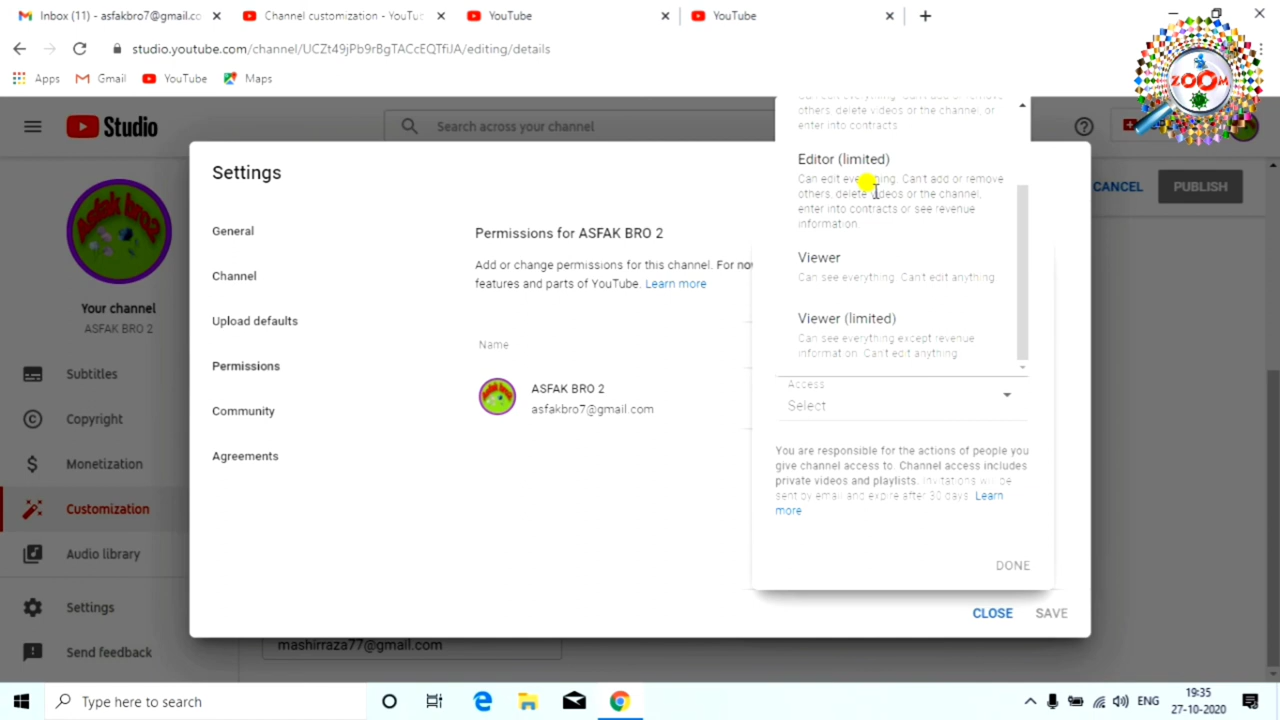 Inbox (11) - asfakbro7@gmail.co
Channel customization - YouTu
YouTube
YouTube
studio.youtube.com/channel/UCZt49jPb9rBgTACcEQTfiJA/editing/details
Apps
Gmail
YouTube
Maps
ZOOM
Studio
Search across your channel
CANCEL
PUBLISH
Your channel
ASFAK BRO 2
Subtitles
Copyright
Monetization
Customization
Audio library
Settings
Send feedback
Settings
General
Channel
Upload defaults
Permissions
Community
Agreements
Permissions for ASFAK BRO 2
Add or change permissions for this channel. For now
features and parts of YouTube. Learn more
Name
ASFAK BRO 2
asfakbro7@gmail.com
others, delete videos or the channel, or
enter into contracts
Editor (limited)
Can edit everything. Can't add or remove
others, delete videos or the channel,
enter into contracts or see revenue
information.
Viewer
Can see everything. Can't edit anything
Viewer (limited)
Can see everything except revenue
information. Can't edit anything.
Access
Select
You are responsible for the actions of people you
give channel access to. Channel access includes
private videos and playlists. Invitations will be
sent by email and expire after 30 days. Learn
more
DONE
CLOSE
SAVE
mashirraza77@gmail.com
Type here to search
ENG
19:35
27-10-2020